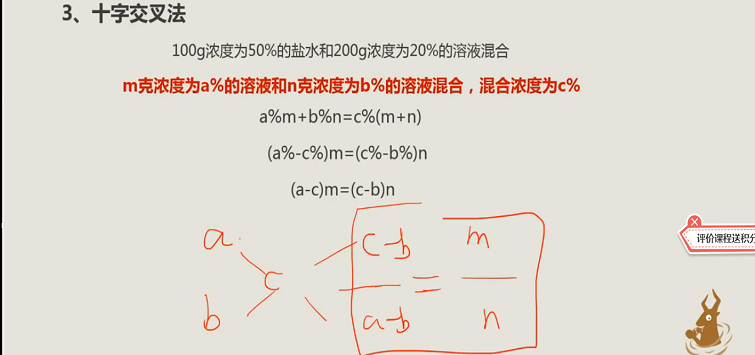 3、十字交叉法
100g浓度为50%的盐水和200g浓度为20%的溶液混合
m克浓度为a%的溶液和n克浓度为b%的溶液混合，混合浓度为c%
a%m+b%n=c%(m+n)
(a%-c%)m=(c%-b%)n
(a-c)m=(c-b)n
a c-b m
c =
b a-b n
评价课程送积分